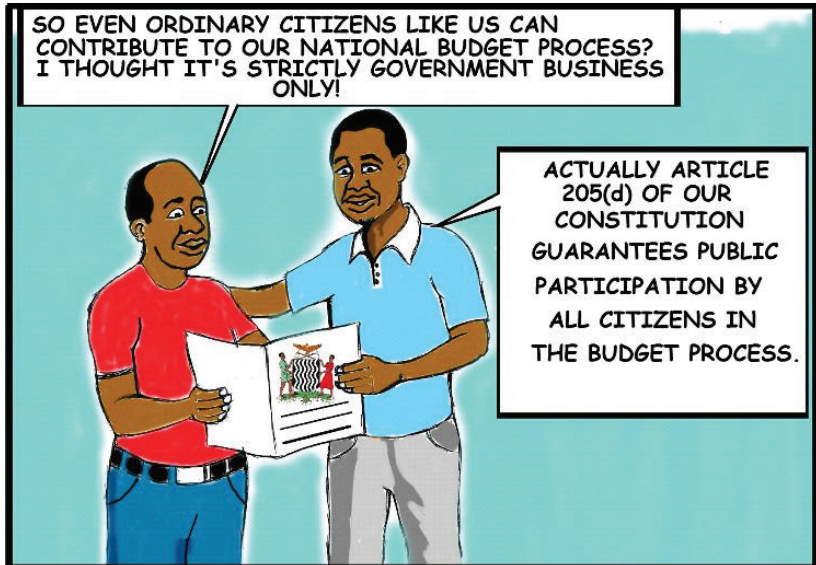 SO EVEN ORDINARY CITIZENS LIKE US CAN
CONTRIBUTE TO OUR NATIONAL BUDGET PROCESS?
I THOUGHT IT'S STRICTLY GOVERNMENT BUSINESS
ONLY!
ACTUALLY ARTICLE
205(d) OF OUR
CONSTITUTION
GUARANTEES PUBLIC
PARTICIPATION BY
ALL CITIZENS IN
THE BUDGET PROCESS.